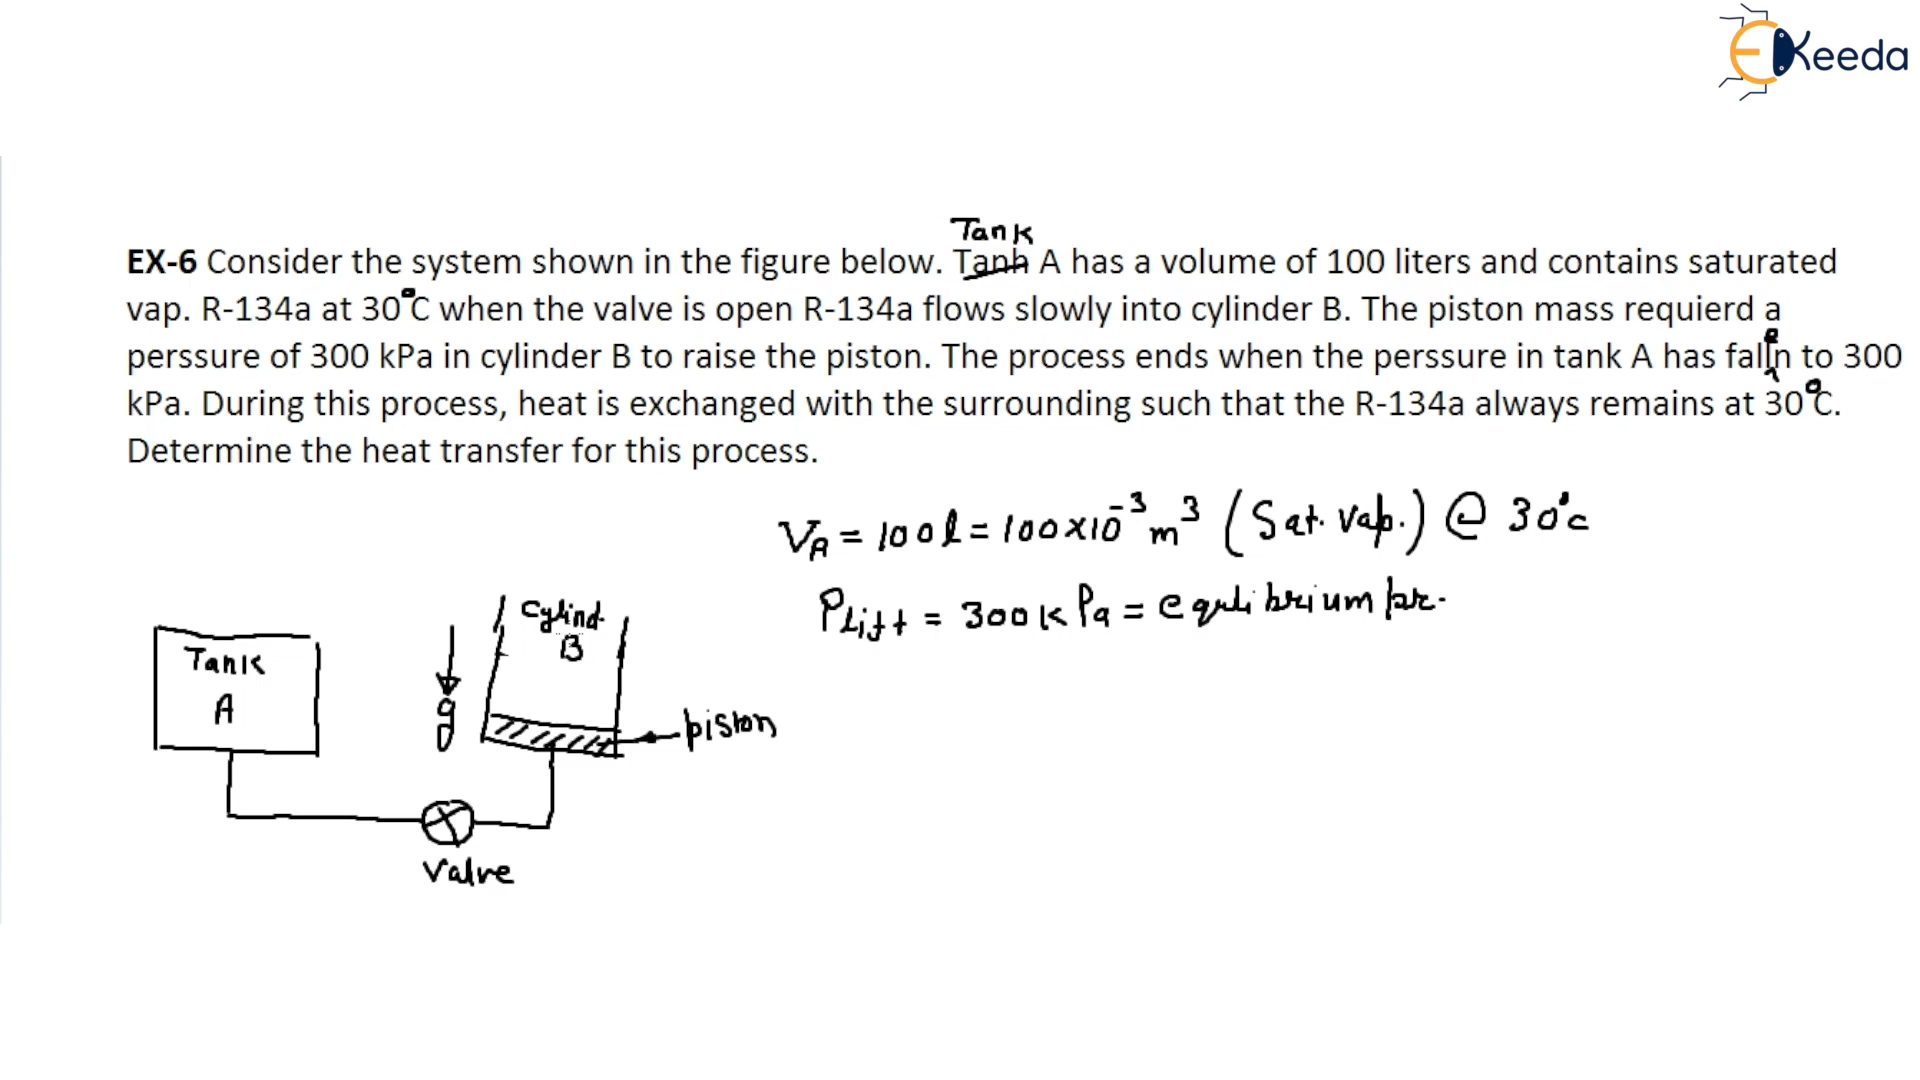 EKeeda
Tank
EX-6 Consider the system shown in the figure below. Tanh A has a volume of 100 liters and contains saturated
vap. R-134a at 30°C when the valve is open R-134a flows slowly into cylinder B. The piston mass requierd a
perssure of 300 kPa in cylinder B to raise the piston. The process ends when the perssure in tank A has fallen to 300
kPa. During this process, heat is exchanged with the surrounding such that the R-134a always remains at 30°C.
Determine the heat transfer for this process.
V_A = 100l = 100×10⁻³ m³ (Sat. Vap.) @ 30°c
P_Lift = 300 kPa = equlibrium pr.
Cylind.
B
Tank
A
g
piston
Valve